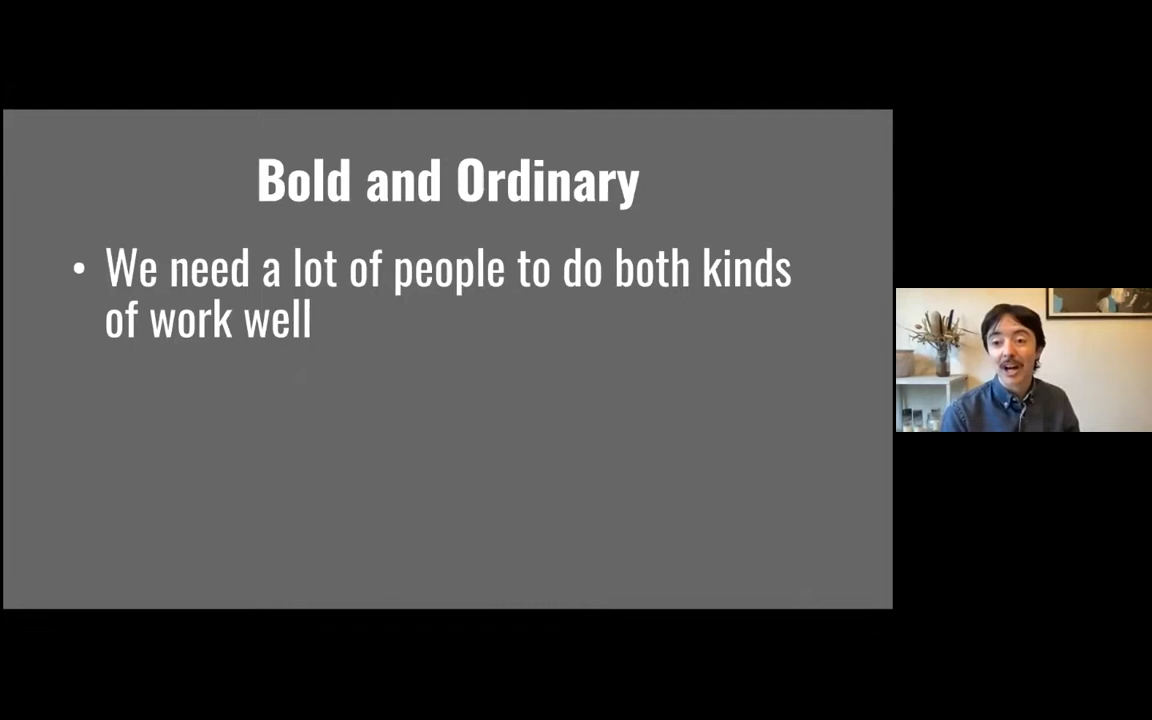 Bold and Ordinary
• We need a lot of people to do both kinds
of work well